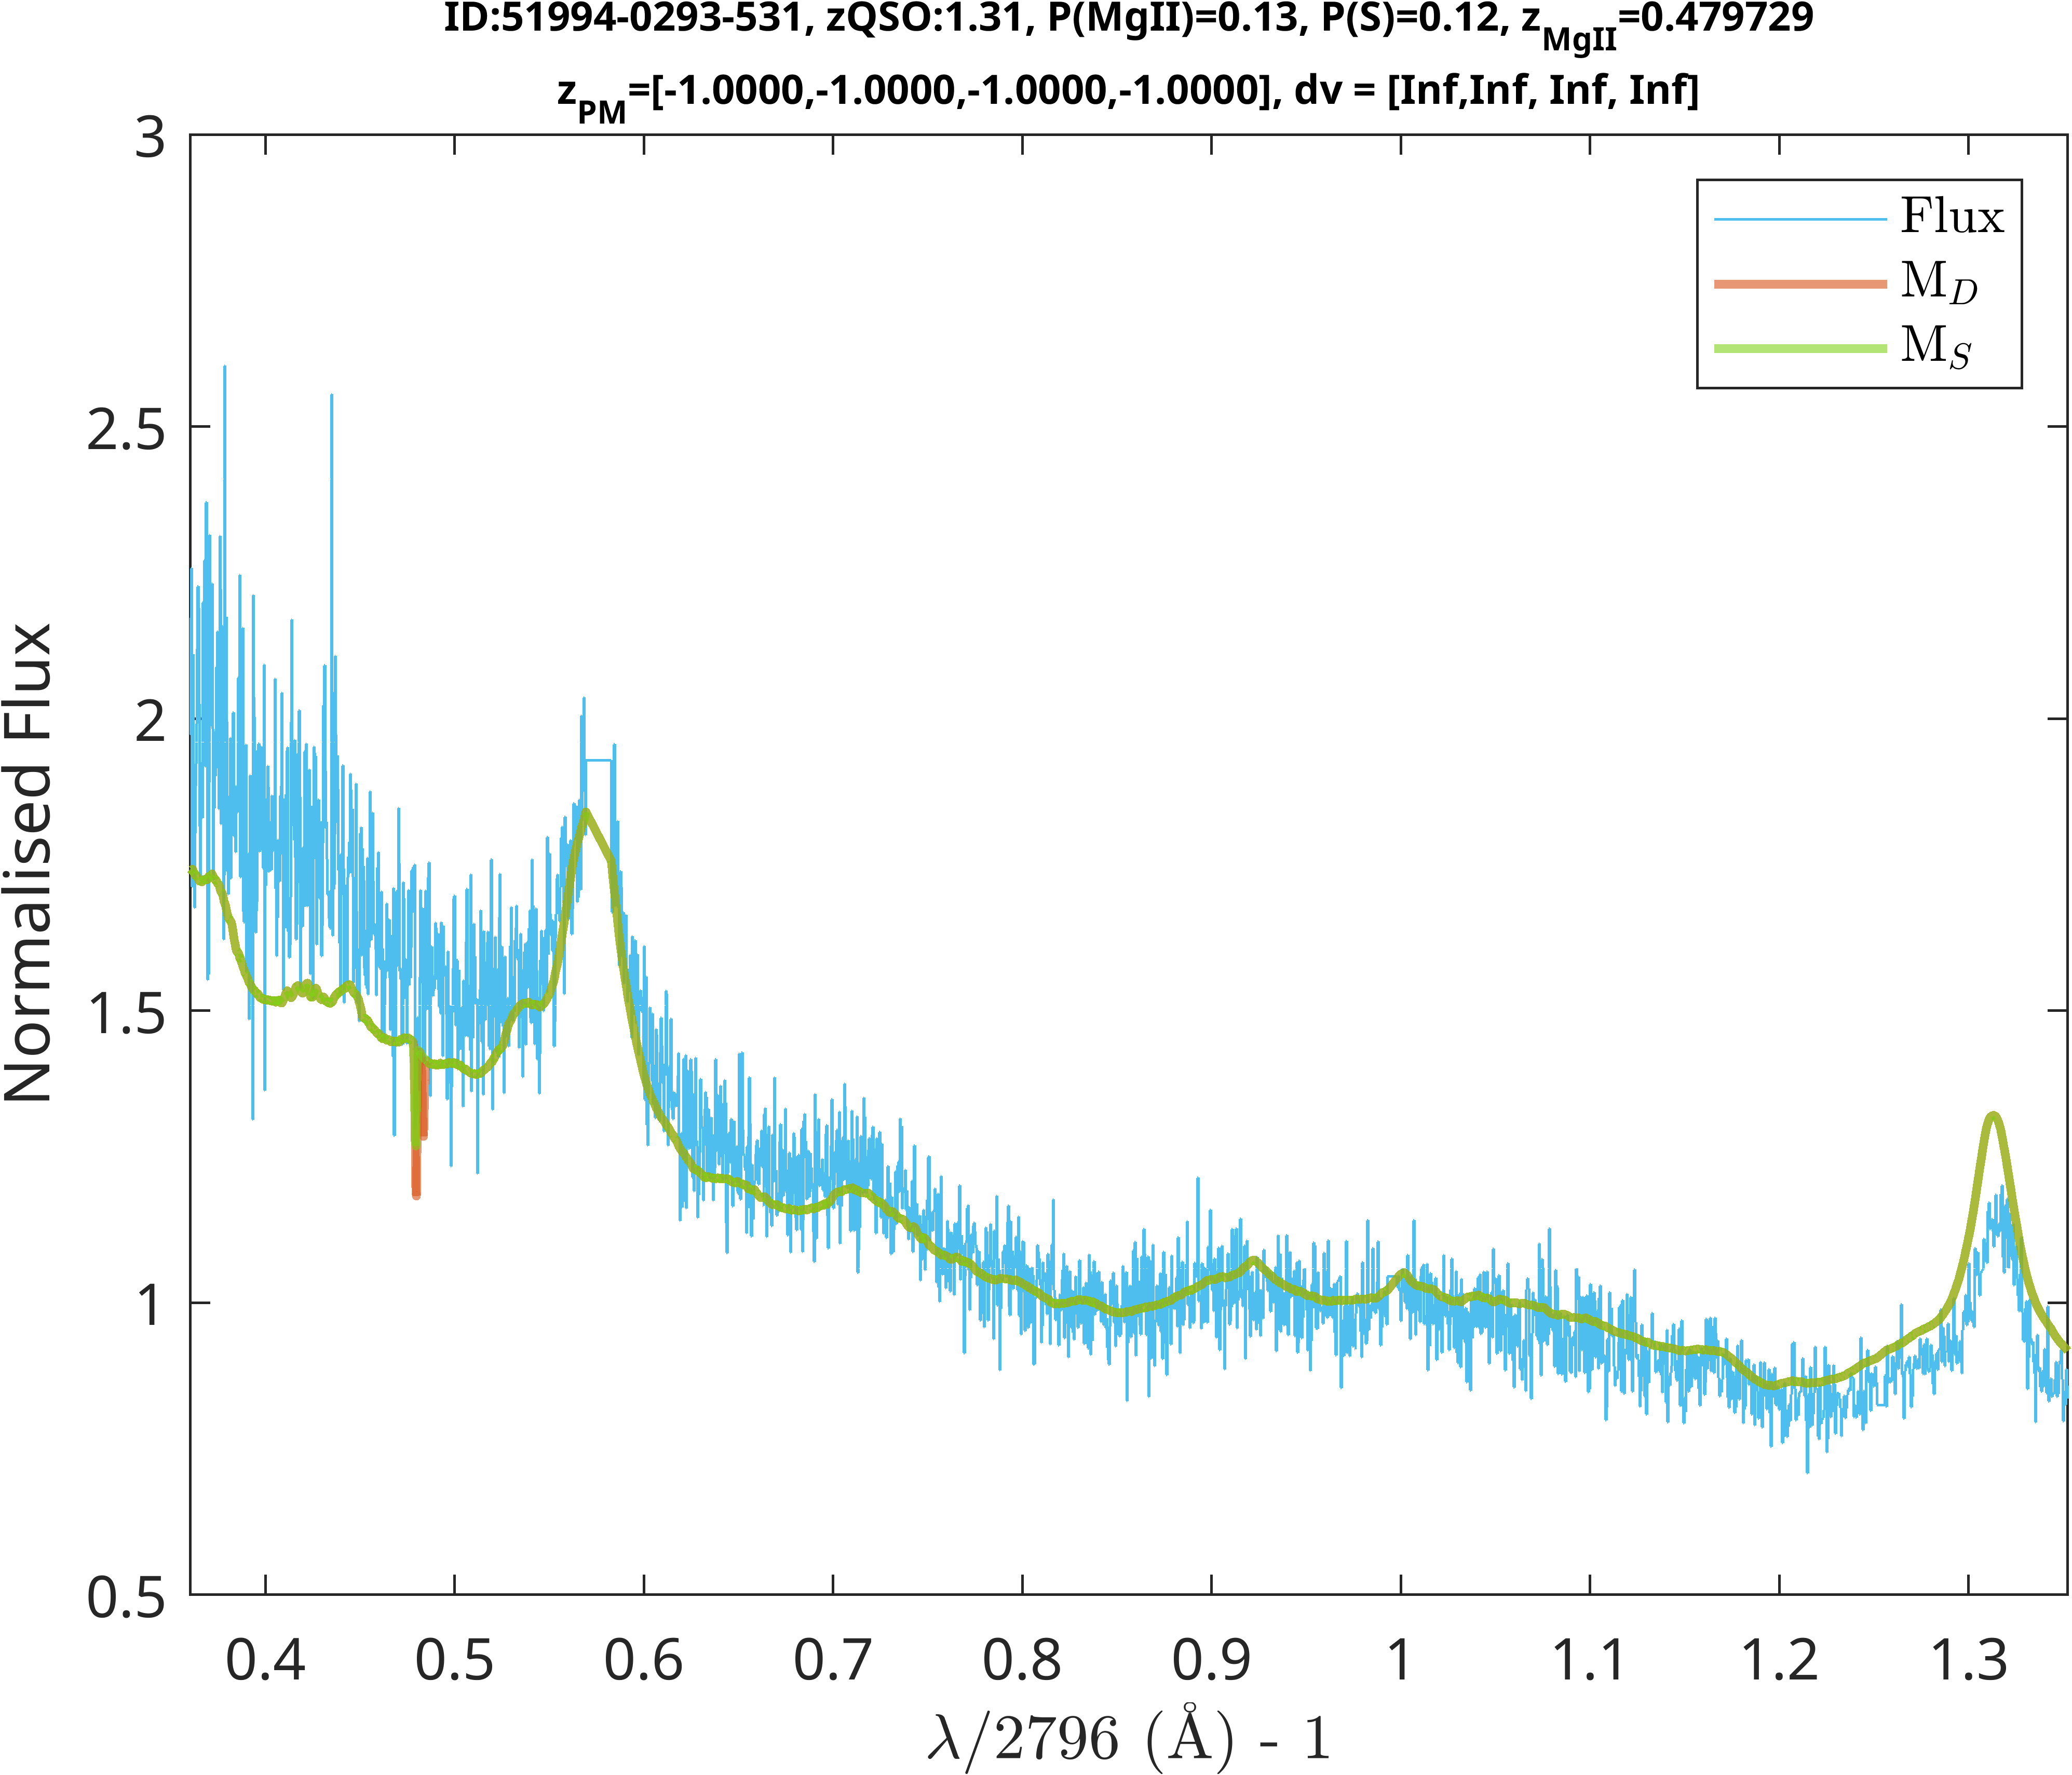 ID:51994-0293-531, zQSO:1.31, P(MgII)=0.13, P(S)=0.12, zMgII=0.479729
zPM=[-1.0000,-1.0000,-1.0000,-1.0000], dv = [Inf,Inf, Inf, Inf]
3
2.5
2
1.5
1
0.5
Normalised Flux
Flux
MD
MS
0.4 0.5 0.6 0.7 0.8 0.9 1 1.1 1.2 1.3
λ/2796 (Å) - 1